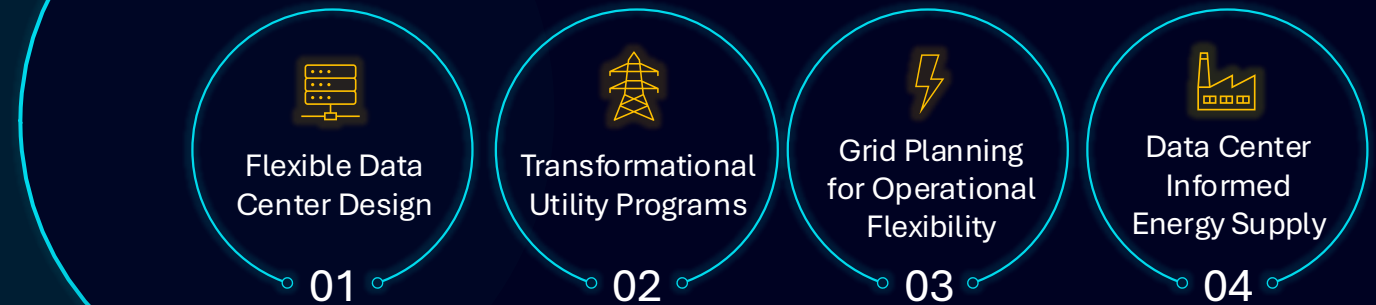 Flexible Data
Center Design
01
Transformational
Utility Programs
02
Grid Planning
for Operational
Flexibility
03
Data Center
Informed
Energy Supply
04